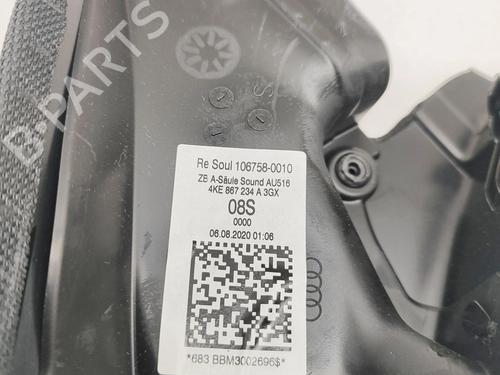 B-PARTS
Re Soul 106758-0010
ZB A-Säule Sound AU516
4KE 867 234 A 3GX
08S
0000
06.08.2020 01:06
*683 BBM3002696$*